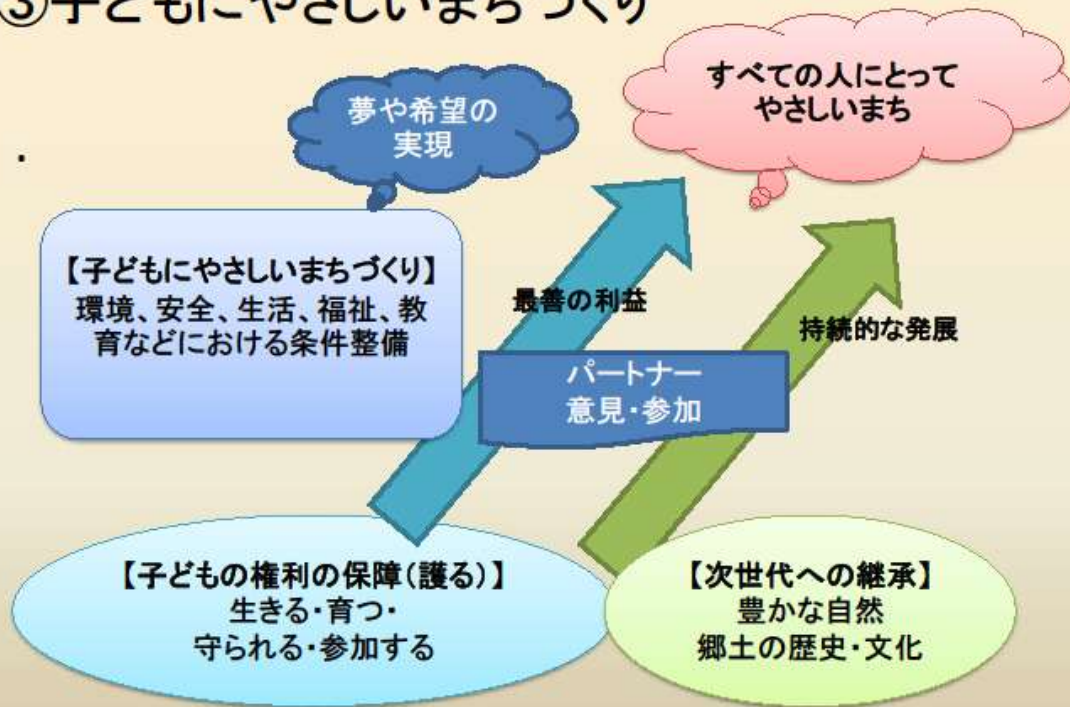 ③子どもにやさしいまちづくり
夢や希望の
実現
すべての人にとって
やさしいまち
【子どもにやさしいまちづくり】
環境、安全、生活、福祉、教
育などにおける条件整備
最善の利益
持続的な発展
パートナー
意見・参加
【子どもの権利の保障(護る)】
生きる・育つ・
守られる・参加する
【次世代への継承】
豊かな自然
郷土の歴史・文化